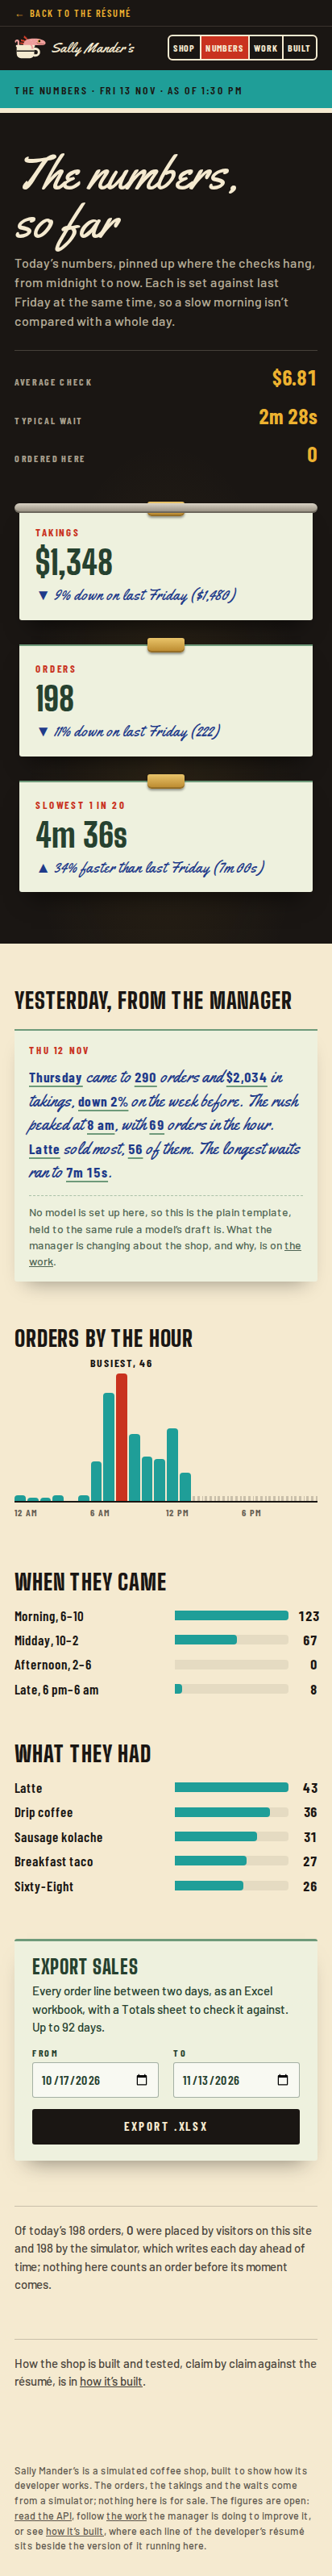 ← BACK TO THE RÉSUMÉ
Sally Mander's
SHOP NUMBERS WORK BUILT
THE NUMBERS · FRI 13 NOV · AS OF 1:30 PM
The numbers,
so far
Today's numbers, pinned up where the checks hang,
from midnight to now. Each is set against last
Friday at the same time, so a slow morning isn't
compared with a whole day.
AVERAGE CHECK $6.81
TYPICAL WAIT 2m 28s
ORDERED HERE 0
TAKINGS
$1,348
▼ 9% down on last Friday ($1,480)
ORDERS
198
▼ 11% down on last Friday (222)
SLOWEST 1 IN 20
4m 36s
▲ 34% faster than last Friday (7m 00s)
YESTERDAY, FROM THE MANAGER
THU 12 NOV
Thursday came to 290 orders and $2,034 in
takings, down 2% on the week before. The rush
peaked at 8 am, with 69 orders in the hour.
Latte sold most, 56 of them. The longest waits
ran to 7m 15s.
No model is set up here, so this is the plain template,
held to the same rule a model's draft is. What the
manager is changing about the shop, and why, is on the
work.
ORDERS BY THE HOUR
BUSIEST, 46
12 AM 6 AM 12 PM 6 PM
WHEN THEY CAME
Morning, 6–10 123
Midday, 10–2 67
Afternoon, 2–6 0
Late, 6 pm–6 am 8
WHAT THEY HAD
Latte 43
Drip coffee 36
Sausage kolache 31
Breakfast taco 27
Sixty-Eight 26
EXPORT SALES
Every order line between two days, as an Excel
workbook, with a Totals sheet to check it against.
Up to 92 days.
FROM TO
10/17/2026 11/13/2026
EXPORT .XLSX
Of today's 198 orders, 0 were placed by visitors on this site
and 198 by the simulator, which writes each day ahead of
time; nothing here counts an order before its moment
comes.
How the shop is built and tested, claim by claim against the
résumé, is in how it's built.
Sally Mander's is a simulated coffee shop, built to show how its
developer works. The orders, the takings and the waits come
from a simulator; nothing here is for sale. The figures are open:
read the API, follow the work the manager is doing to improve it,
or see how it's built, where each line of the developer's résumé
sits beside the version of it running here.